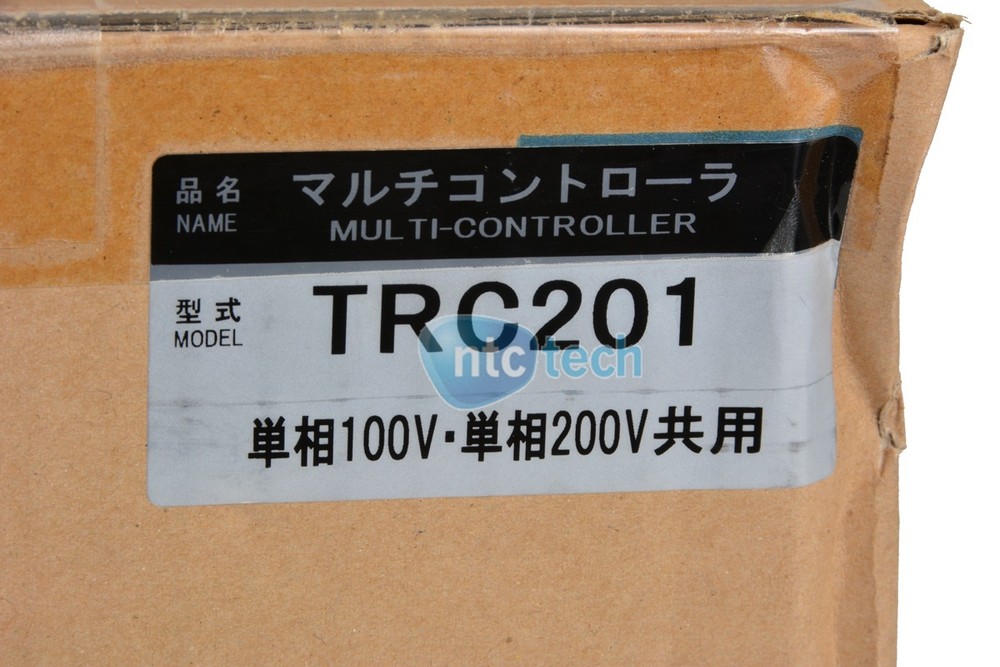 品名 マルチコントローラ
NAME MULTI-CONTROLLER
型式 TRC201
MODEL
ntc tech
単相100V・単相200V共用